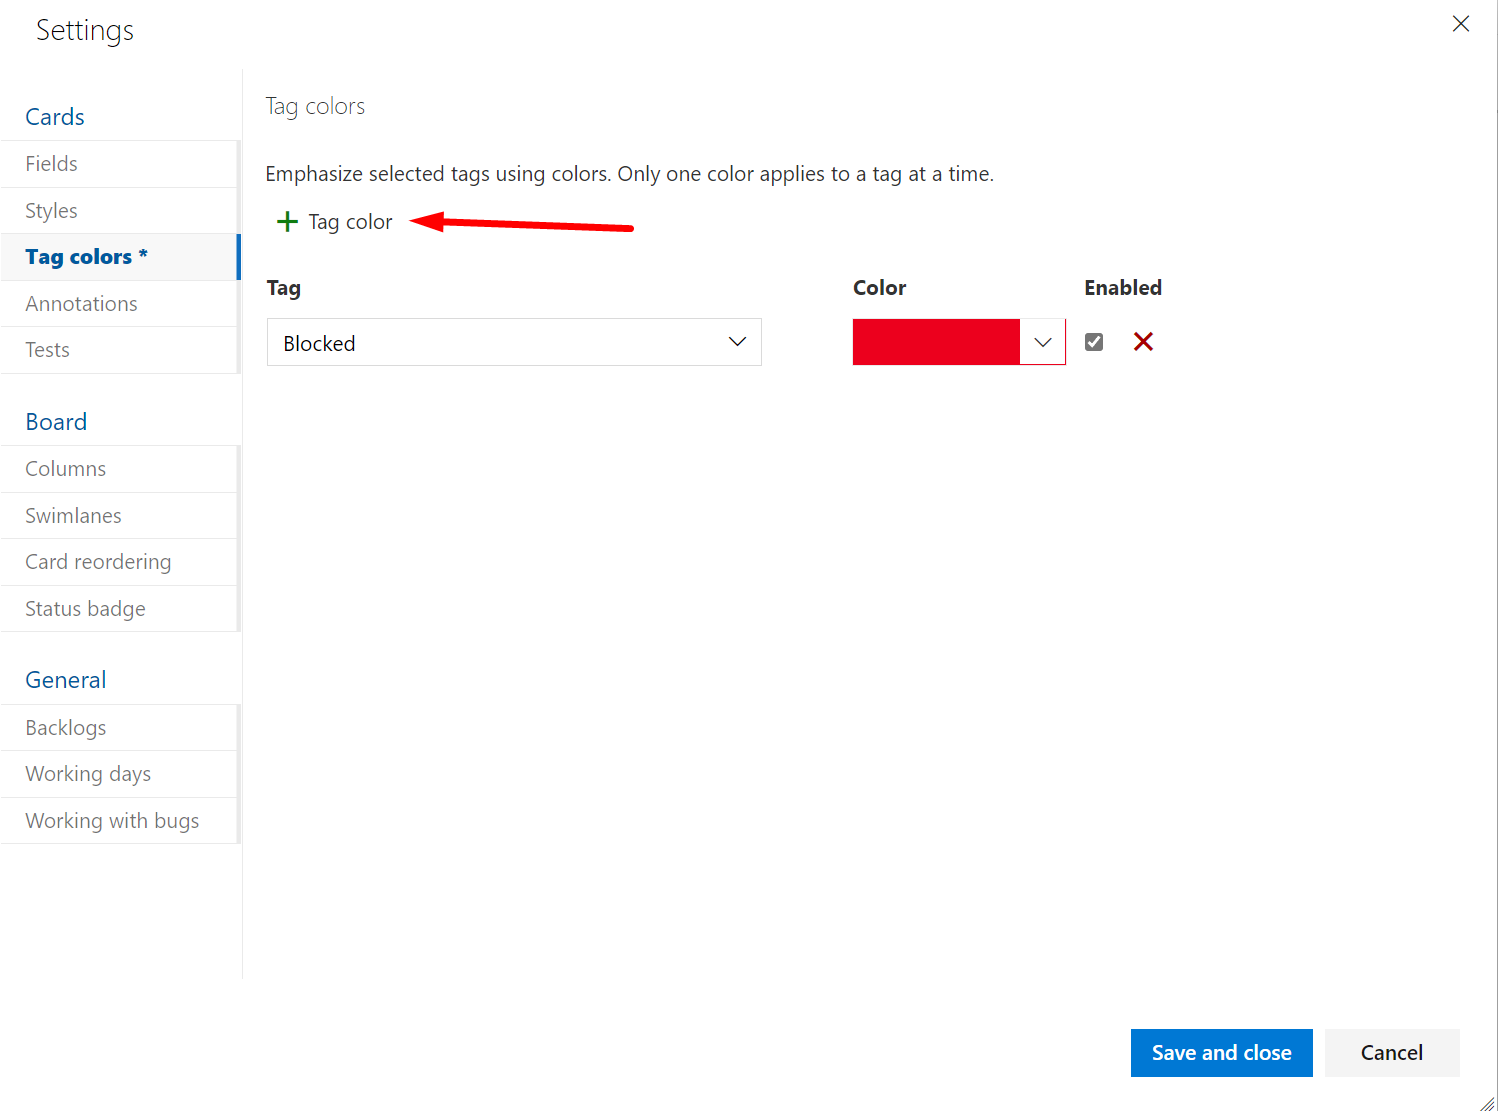 Settings
Cards
Fields
Styles
Tag colors *
Annotations
Tests
Board
Columns
Swimlanes
Card reordering
Status badge
General
Backlogs
Working days
Working with bugs
Tag colors
Emphasize selected tags using colors. Only one color applies to a tag at a time.
Tag color
Tag Color Enabled
Blocked
Save and close Cancel